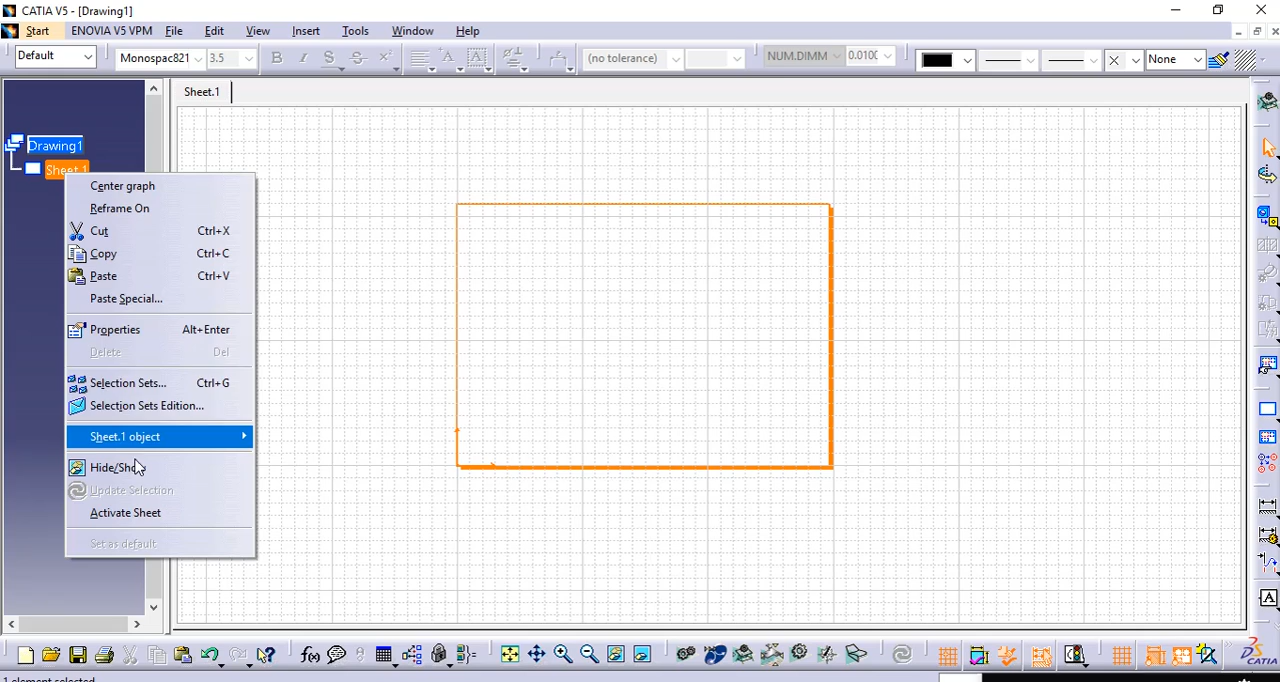 CATIA V5 - [Drawing1]
Start ENOVIA V5 VPM File Edit View Insert Tools Window Help
Default Monospac821 3.5 B I S (no tolerance) NUM.DIMM 0.010( None
Sheet.1
Drawing1
Sheet.1
Center graph
Reframe On
Cut Ctrl+X
Copy Ctrl+C
Paste Ctrl+V
Paste Special...
Properties Alt+Enter
Delete Del
Selection Sets... Ctrl+G
Selection Sets Edition...
Sheet.1 object
Hide/Show
Update Selection
Activate Sheet
Set as default
f(x)
DS CATIA
1 element selected